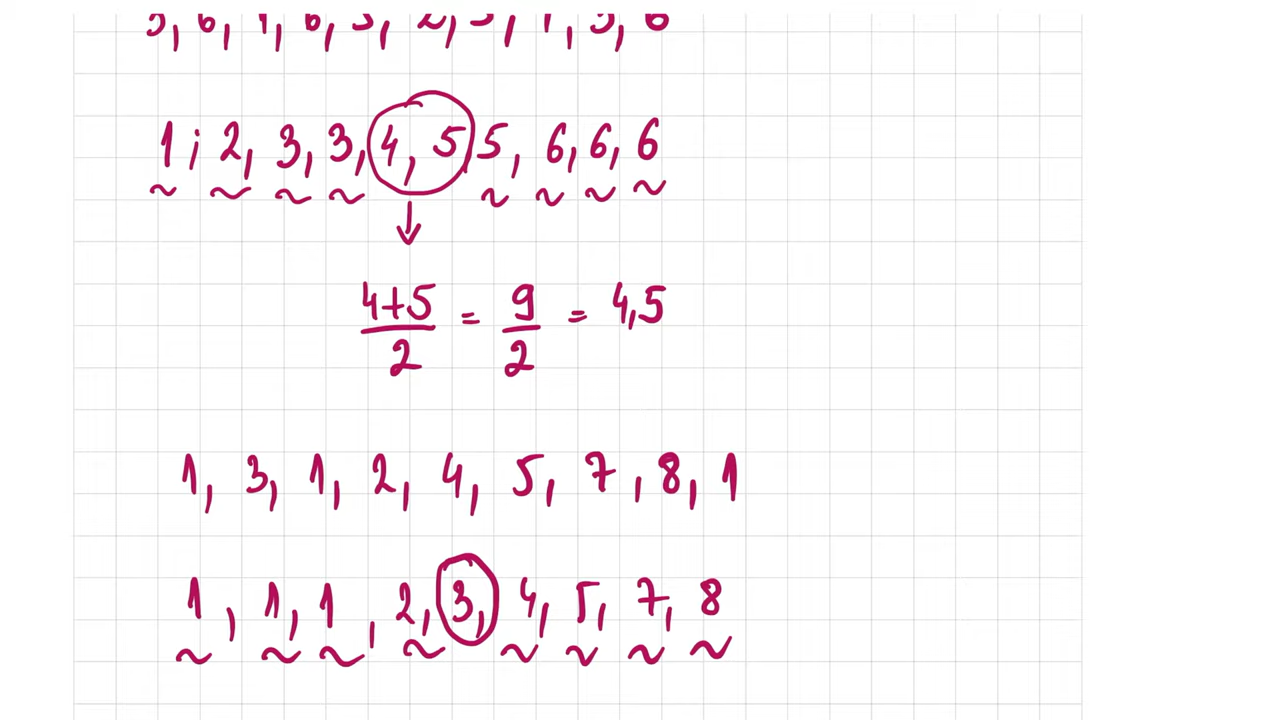 1, 2, 3, 3, 4, 5, 5, 6, 6, 6
4+5/2 = 9/2 = 4,5
1, 3, 1, 2, 4, 5, 7, 8, 1
1, 1, 1, 2, 3, 4, 5, 7, 8